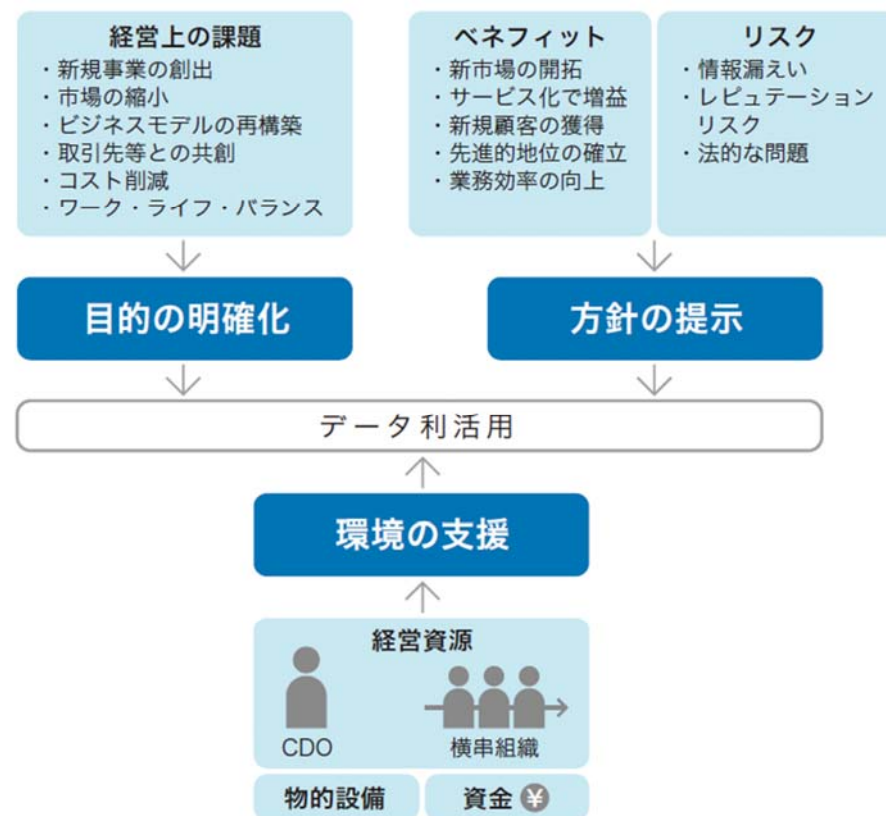 経営上の課題
・新規事業の創出
・市場の縮小
・ビジネスモデルの再構築
・取引先等との共創
・コスト削減
・ワーク・ライフ・バランス
ベネフィット
・新市場の開拓
・サービス化で増益
・新規顧客の獲得
・先進的地位の確立
・業務効率の向上
リスク
・情報漏えい
・レピュテーション
リスク
・法的な問題
目的の明確化
方針の提示
データ利活用
環境の支援
経営資源
CDO
横串組織
物的設備
資金 ¥